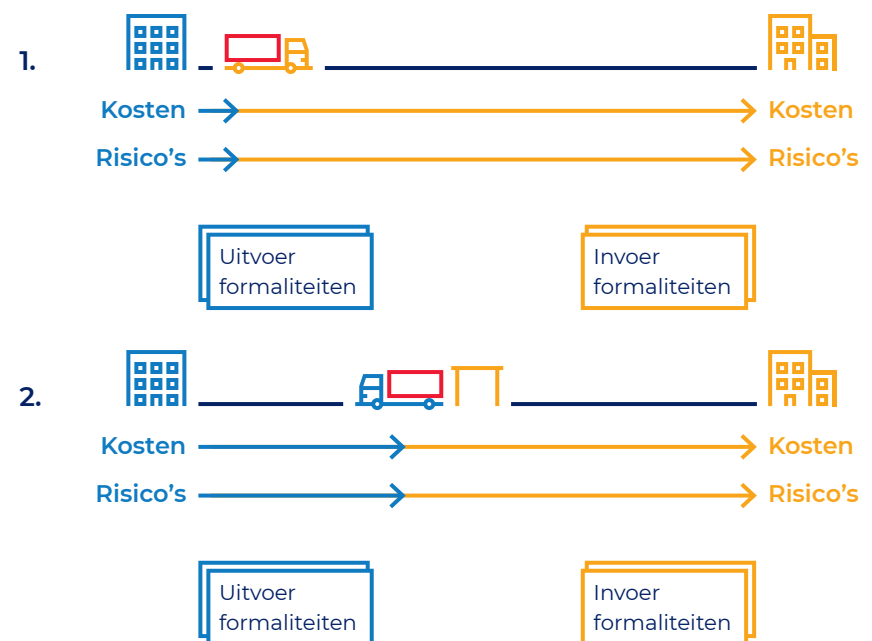 1.
Kosten Kosten
Risico’s Risico’s
Uitvoer
formaliteiten
Invoer
formaliteiten
2.
Kosten Kosten
Risico’s Risico’s
Uitvoer
formaliteiten
Invoer
formaliteiten